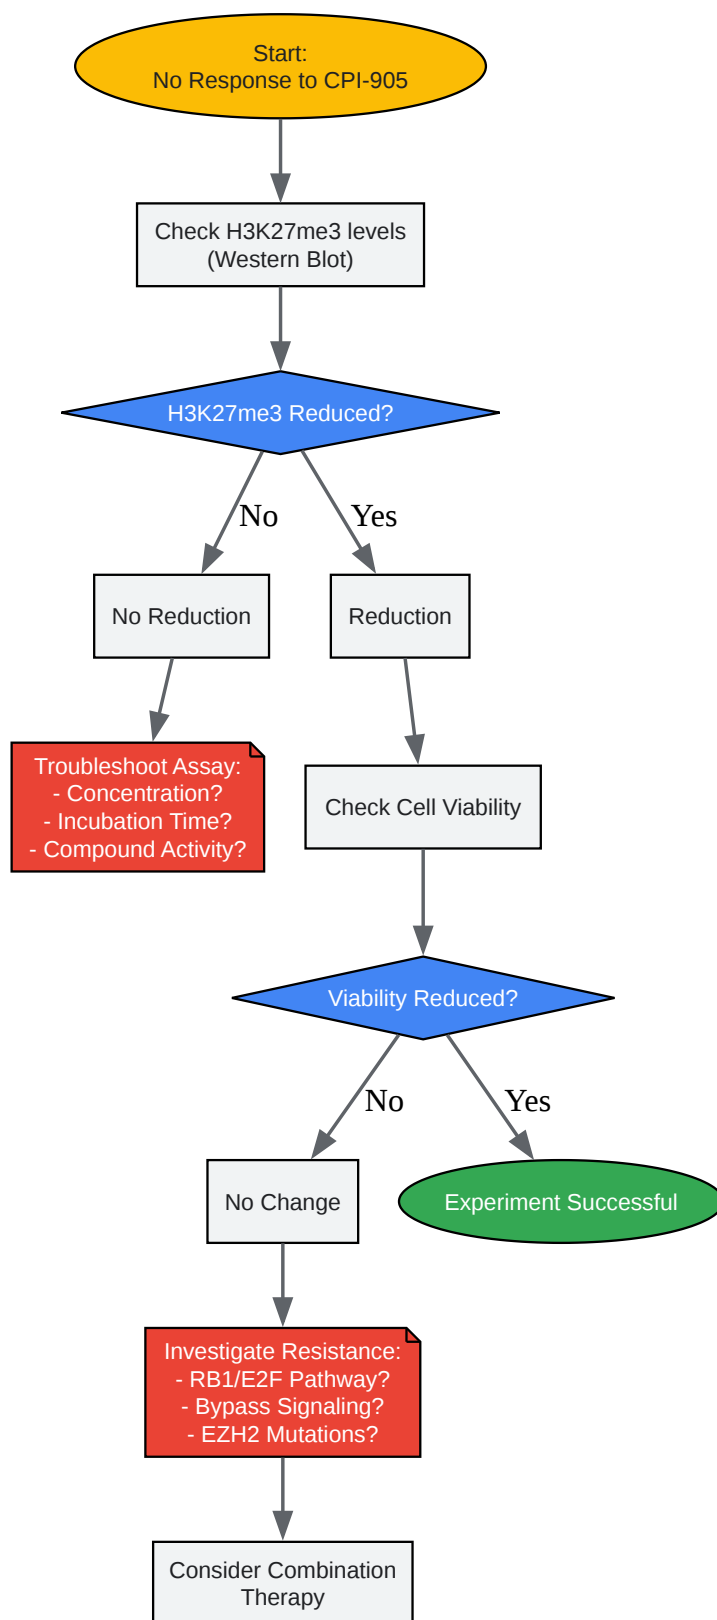 Start:
No Response to CPI-905
Check H3K27me3 levels
(Western Blot)
H3K27me3 Reduced?
No
Yes
No Reduction
Reduction
Troubleshoot Assay:
- Concentration?
- Incubation Time?
- Compound Activity?
Check Cell Viability
Viability Reduced?
No
Yes
No Change
Experiment Successful
Investigate Resistance:
- RB1/E2F Pathway?
- Bypass Signaling?
- EZH2 Mutations?
Consider Combination
Therapy